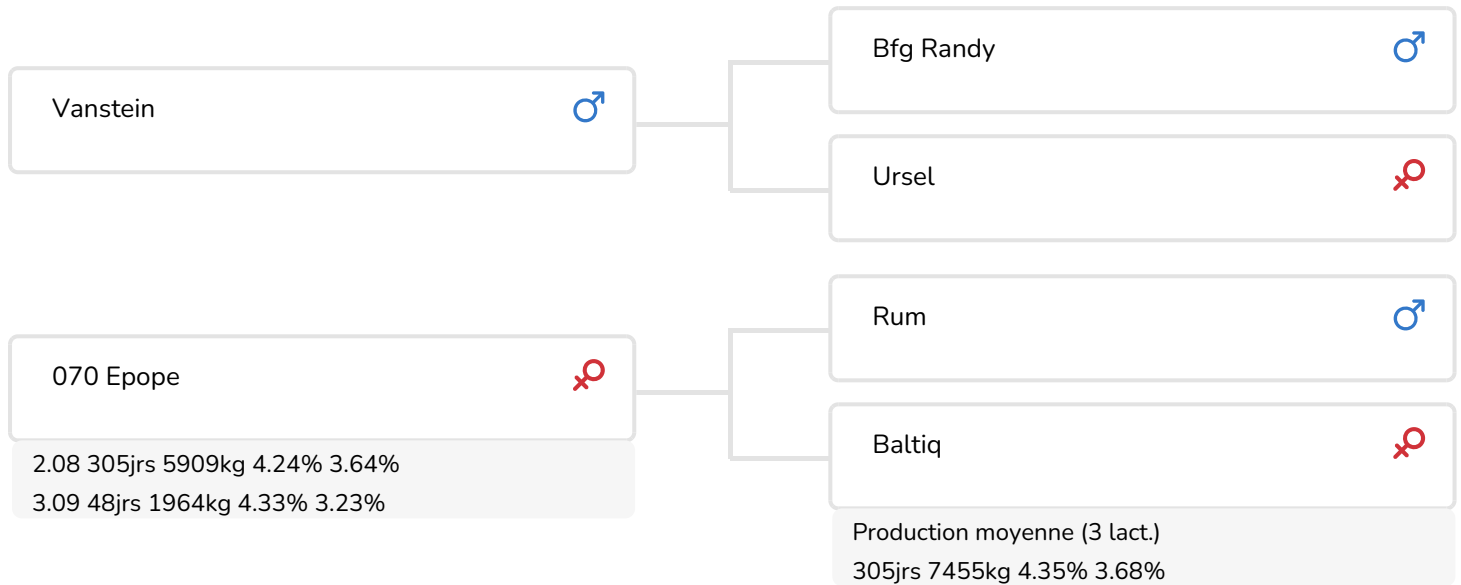 Bfg Randy
Vanstein
Ursel
Rum
070 Epope
Baltiq
2.08 305jrs 5909kg 4.24% 3.64%
3.09 48jrs 1964kg 4.33% 3.23%
Production moyenne (3 lact.)
305jrs 7455kg 4.35% 3.68%